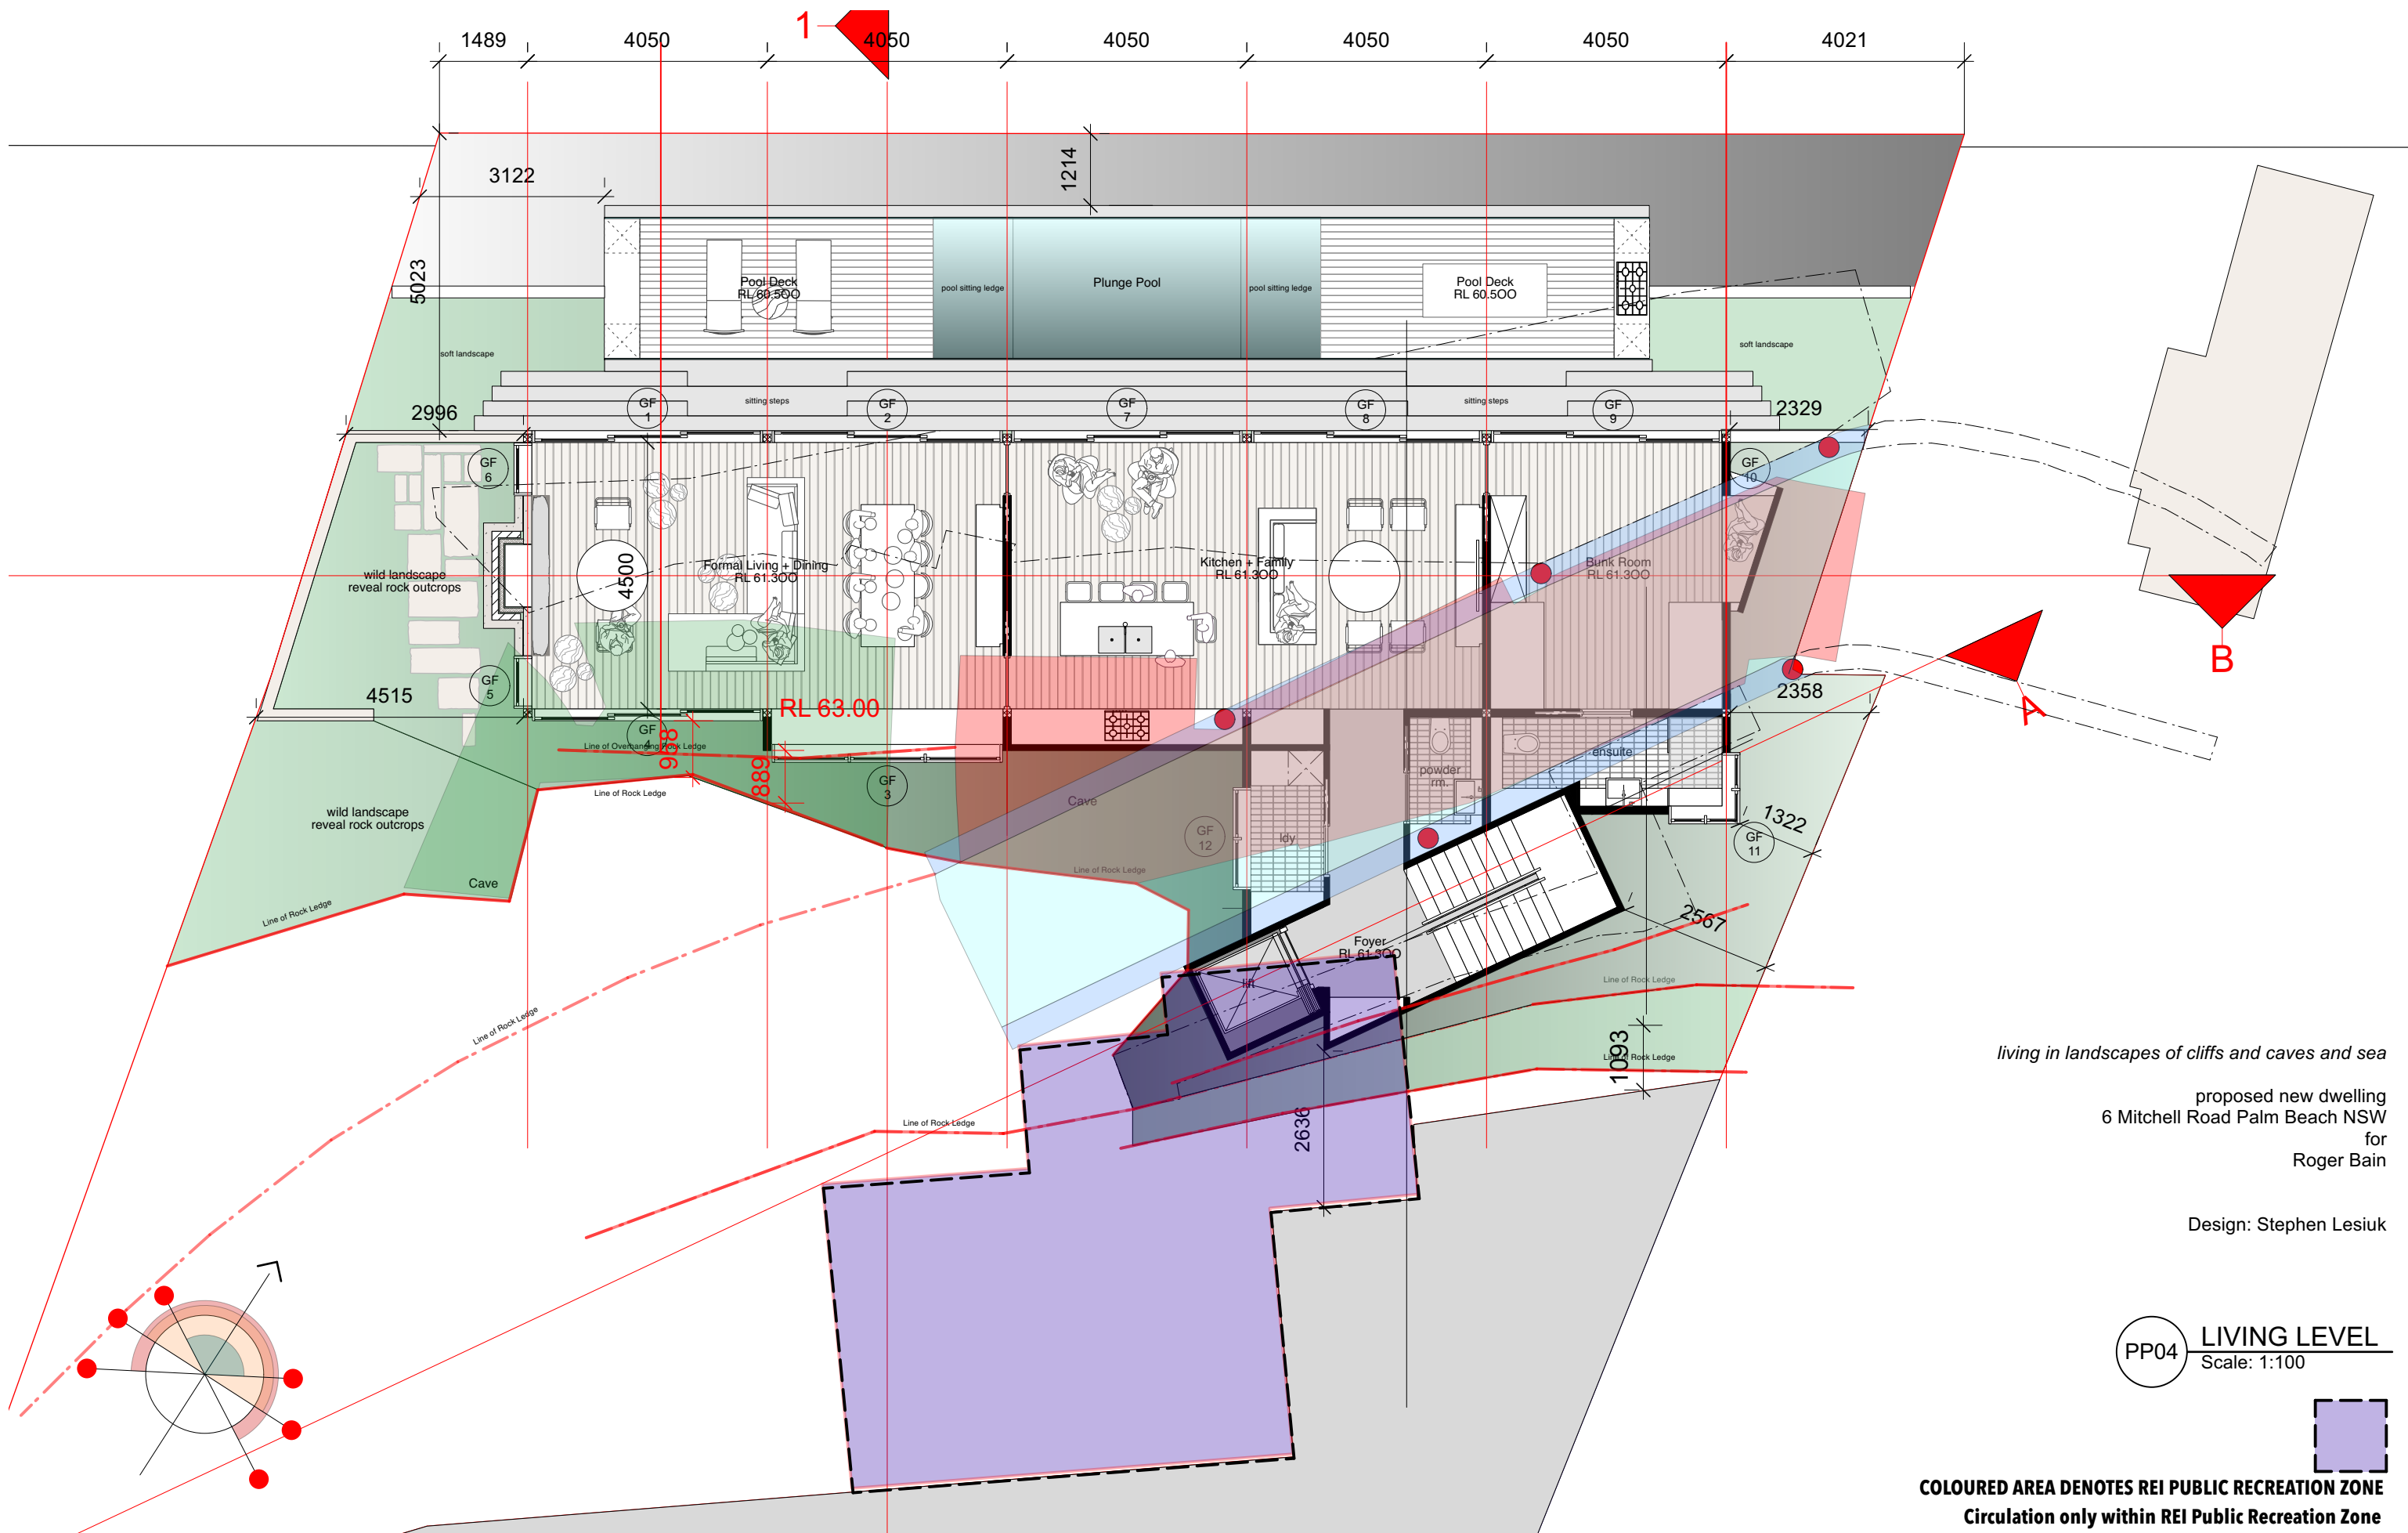 1
1489
4050
4050
4050
4050
4050
4021
3122
1214
5023
Pool Deck
RL 60.5OO
pool sitting ledge
Plunge Pool
pool sitting ledge
Pool Deck
RL 60.5OO
soft landscape
soft landscape
sitting steps
sitting steps
2996
GF
1
GF
2
GF
7
GF
8
GF
9
2329
GF
6
GF
10
wild landscape
reveal rock outcrops
4500
Formal Living + Dining
RL 61.3OO
Kitchen + Family
RL 61.3OO
Bunk Room
RL 61.3OO
B
GF
5
4515
RL 63.00
2358
A
GF
4
Line of Overhanging Rock Ledge
958
889
GF
3
Line of Rock Ledge
Cave
powder
rm.
ensuite
wild landscape
reveal rock outcrops
GF
12
ldy
1322
GF
11
Line of Rock Ledge
Cave
Line of Rock Ledge
2567
Foyer
RL 61.3OO
lift
Line of Rock Ledge
Line of Rock Ledge
1093
Line of Rock Ledge
Line of Rock Ledge
2636
living in landscapes of cliffs and caves and sea
proposed new dwelling
6 Mitchell Road Palm Beach NSW
for
Roger Bain
Design: Stephen Lesiuk
PP04
LIVING LEVEL
Scale: 1:100
COLOURED AREA DENOTES REI PUBLIC RECREATION ZONE
Circulation only within REI Public Recreation Zone